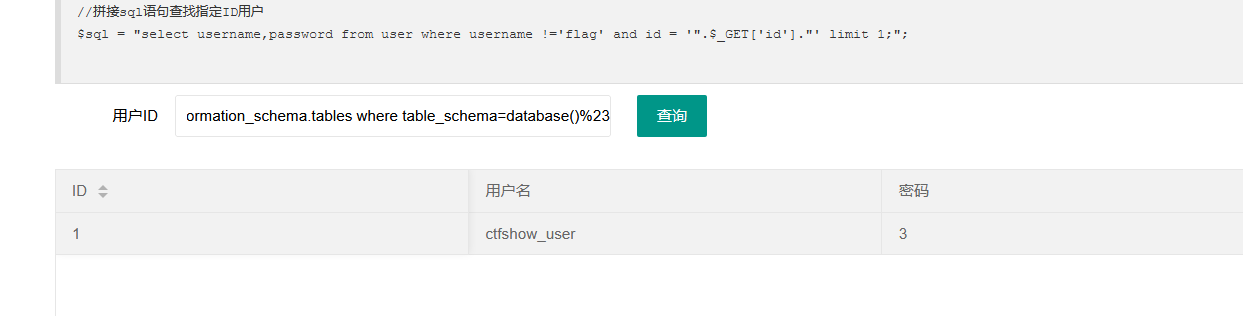 //拼接sql语句查找指定ID用户
$sql = "select username,password from user where username !='flag' and id = '".$_GET['id']."' limit 1;";
用户ID ormation_schema.tables where table_schema=database()%23 查询
ID 用户名 密码
1 ctfshow_user 3